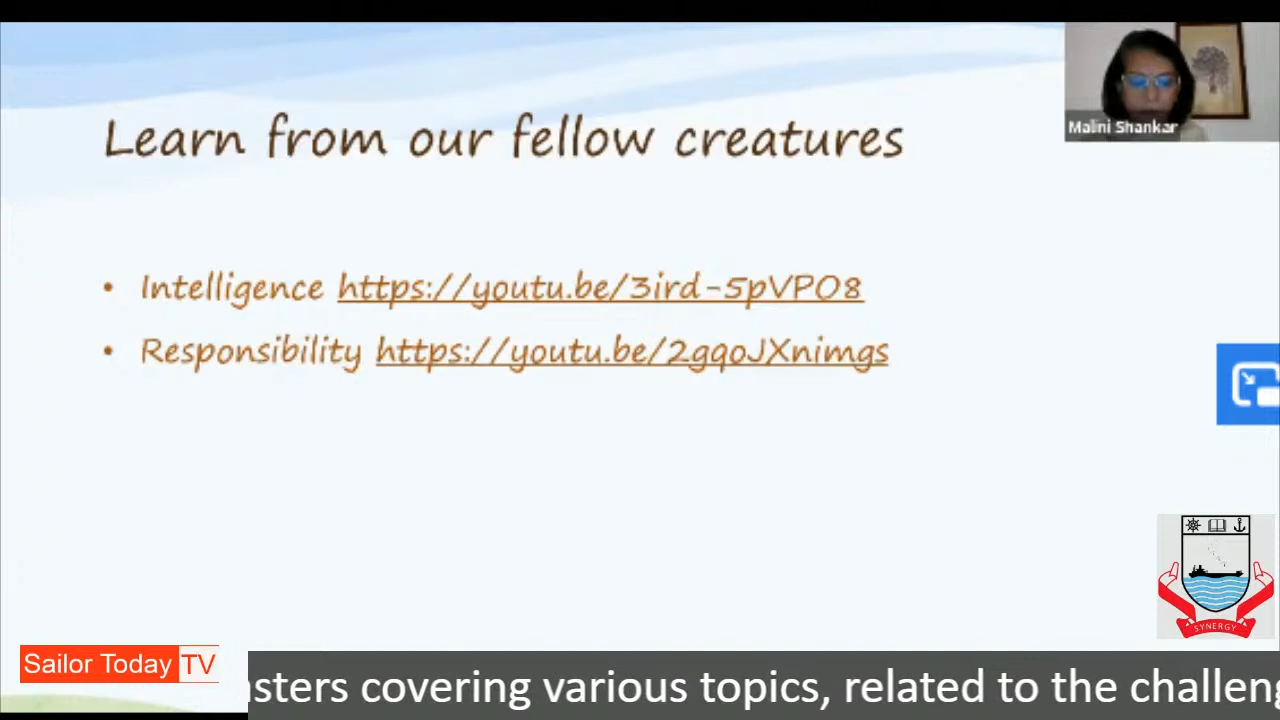 Learn from our fellow creatures
Malini Shankar
• Intelligence https://youtu.be/3ird-5pVPO8
• Responsibility https://youtu.be/2gqoJXnimgs
SYNERGY
Sailor Today TV
asters covering various topics, related to the challeng